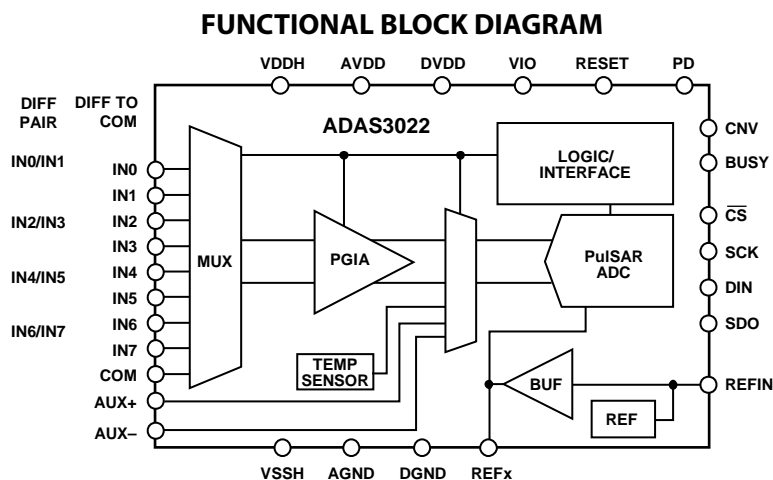 FUNCTIONAL BLOCK DIAGRAM
VDDH AVDD DVDD VIO RESET PD
DIFF
PAIR
DIFF TO
COM
ADAS3022
IN0/IN1
IN2/IN3
IN4/IN5
IN6/IN7
IN0
IN1
IN2
IN3
IN4
IN5
IN6
IN7
COM
AUX+
AUX–
MUX
PGIA
TEMP
SENSOR
LOGIC/
INTERFACE
PulSAR
ADC
BUF
REF
CNV
BUSY
CS
SCK
DIN
SDO
REFIN
VSSH AGND DGND REFx